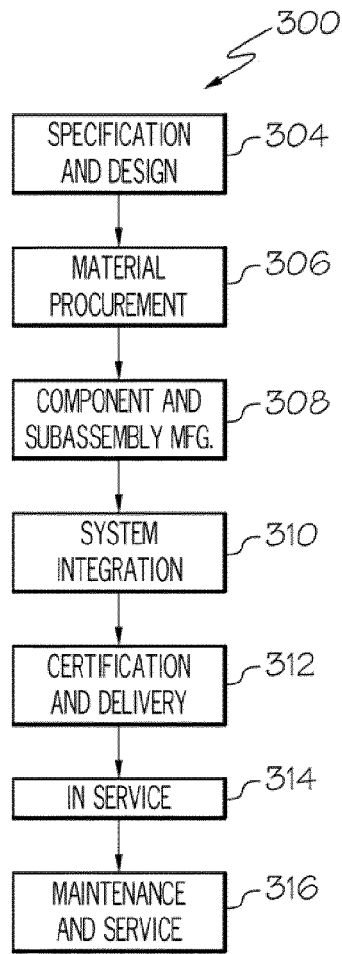 300
SPECIFICATION
AND DESIGN
304
MATERIAL
PROCUREMENT
306
COMPONENT AND
SUBASSEMBLY MFG.
308
SYSTEM
INTEGRATION
310
CERTIFICATION
AND DELIVERY
312
IN SERVICE
314
MAINTENANCE
AND SERVICE
316